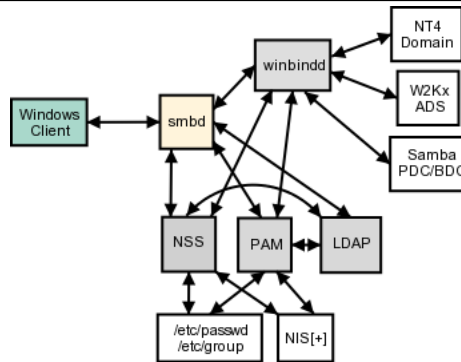 NT4
Domain
winbindd
W2Kx
ADS
Windows
Client
smbd
Samba
PDC/BDC
NSS
PAM
LDAP
/etc/passwd
/etc/group
NIS[+]